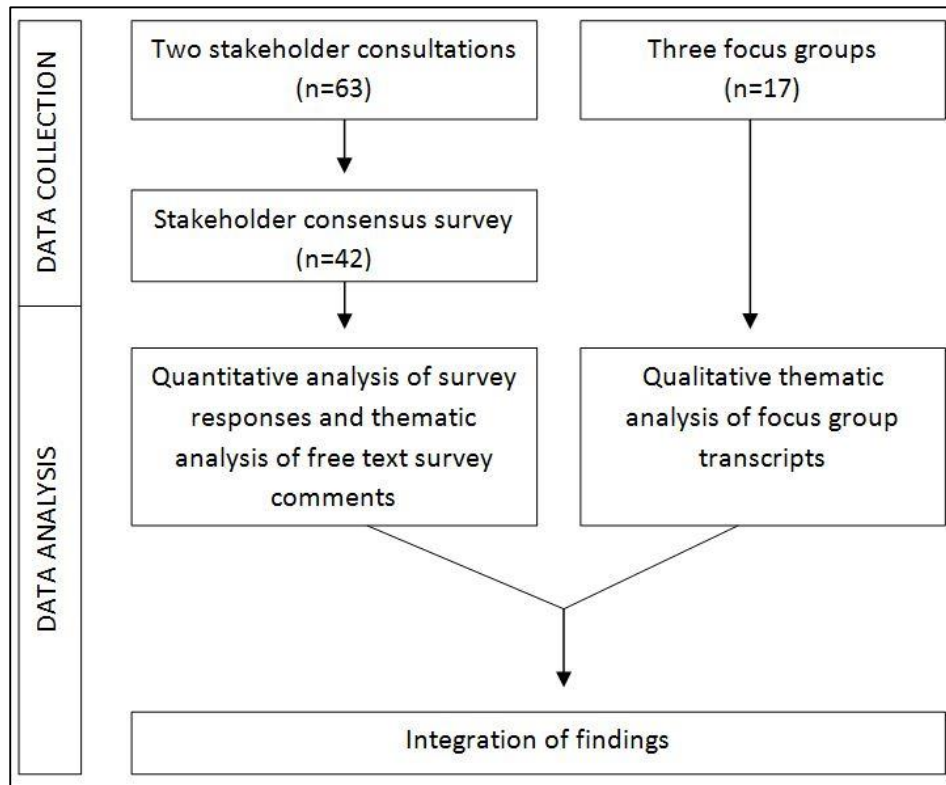 DATA COLLECTION
Two stakeholder consultations
(n=63)
Three focus groups
(n=17)
Stakeholder consensus survey
(n=42)
DATA ANALYSIS
Quantitative analysis of survey
responses and thematic
analysis of free text survey
comments
Qualitative thematic
analysis of focus group
transcripts
Integration of findings